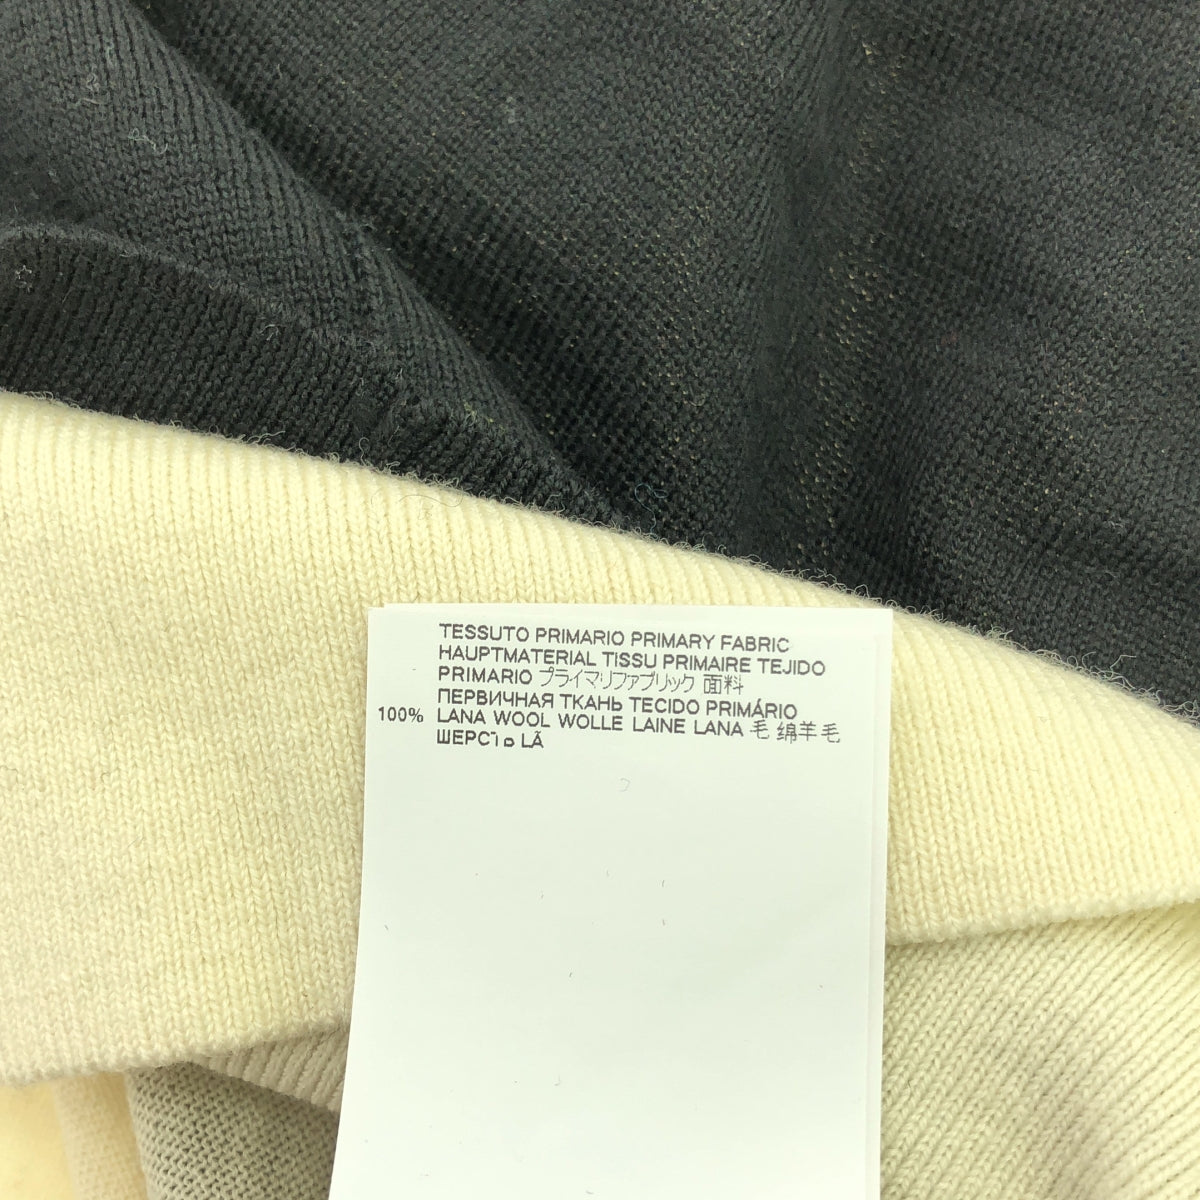 TESSUTO PRIMARIO PRIMARY FABRIC
HAUPTMATERIAL TISSU PRIMAIRE TEJIDO
PRIMARIO プライマリファブリック 面料
ПЕРВИЧНАЯ ТКАНЬ TECIDO PRIMÁRIO
100% LANA WOOL WOLLE LAINE LANA 毛 绵羊毛
LÃ